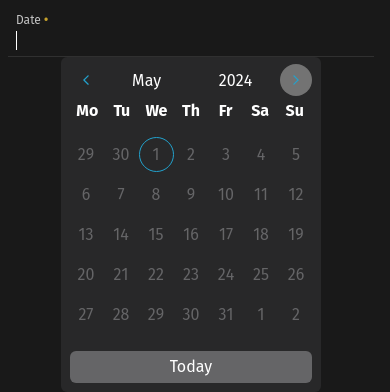 Date •
May 2024
Mo Tu We Th Fr Sa Su
29 30 1 2 3 4 5
6 7 8 9 10 11 12
13 14 15 16 17 18 19
20 21 22 23 24 25 26
27 28 29 30 31 1 2
Today